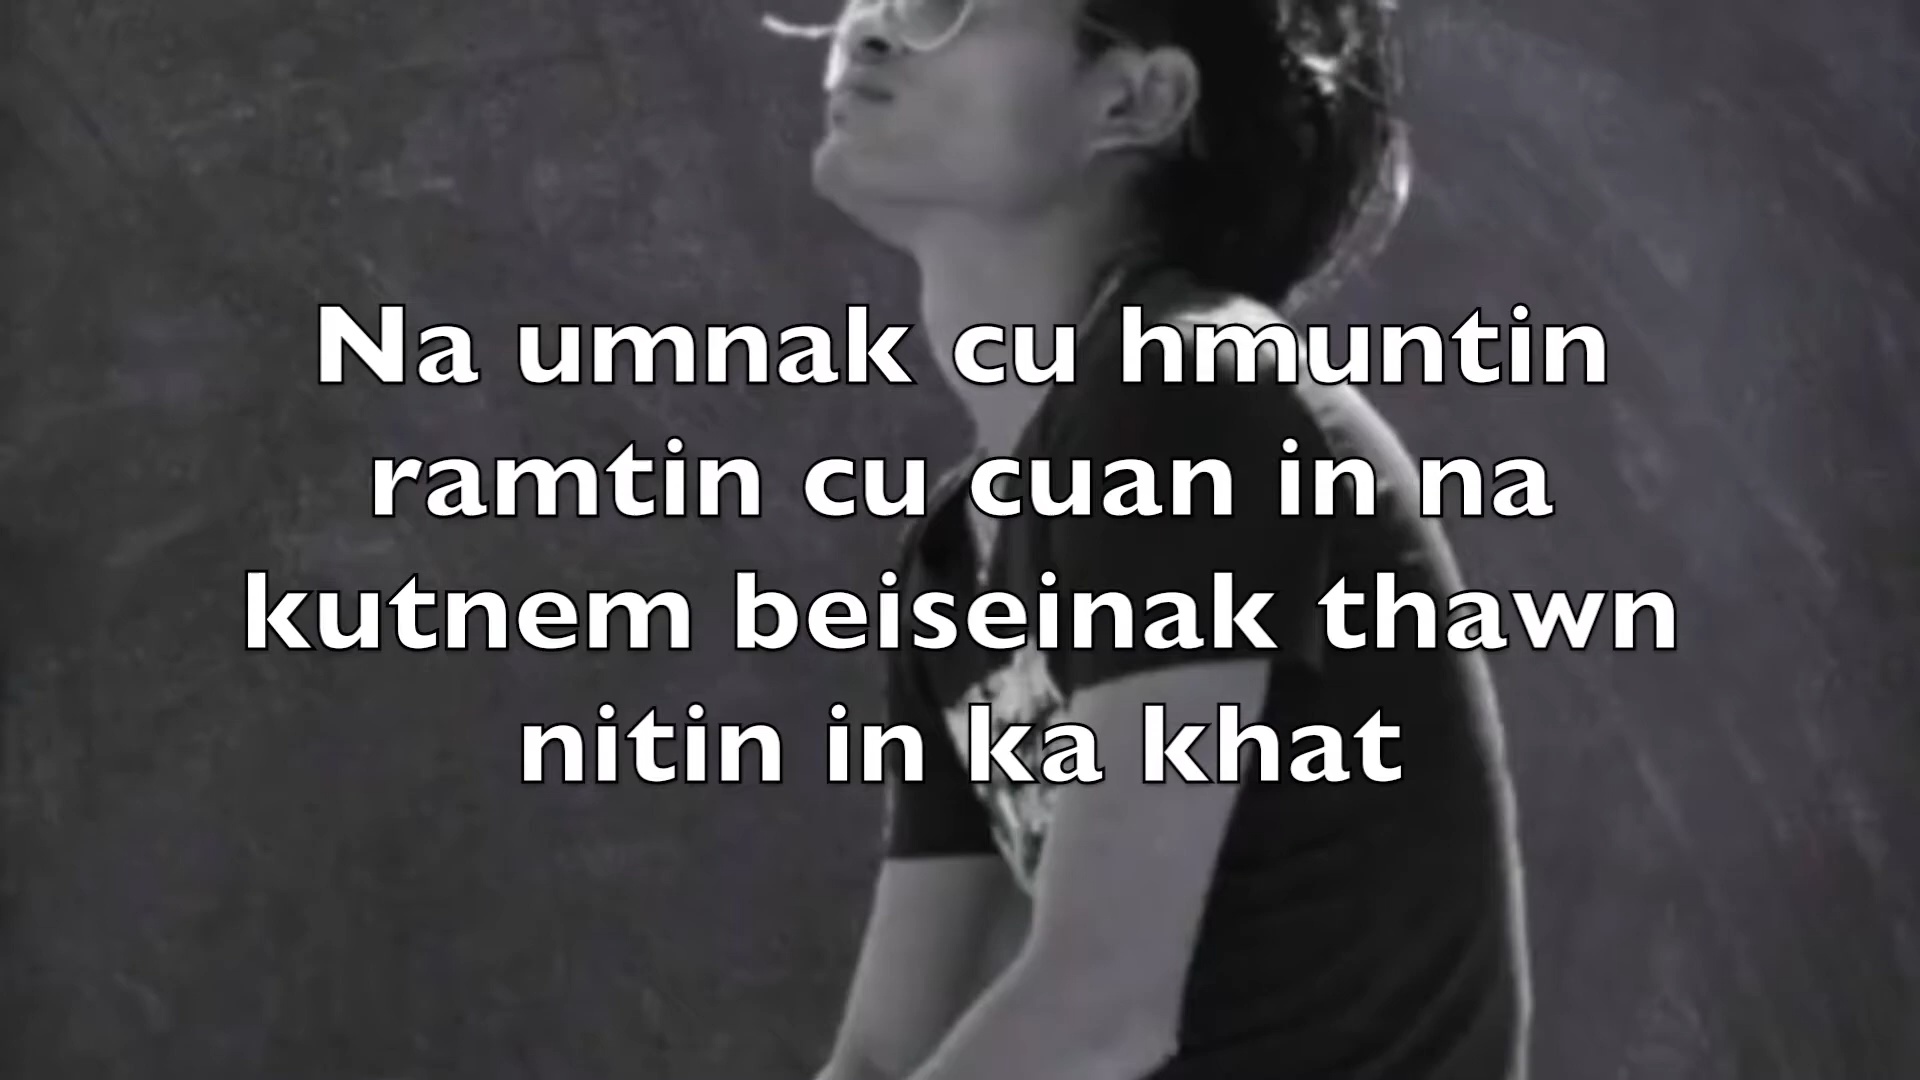 Na umnak cu hmuntin
ramtin cu cuan in na
kutnem beiseinak thawn
nitin in ka khat